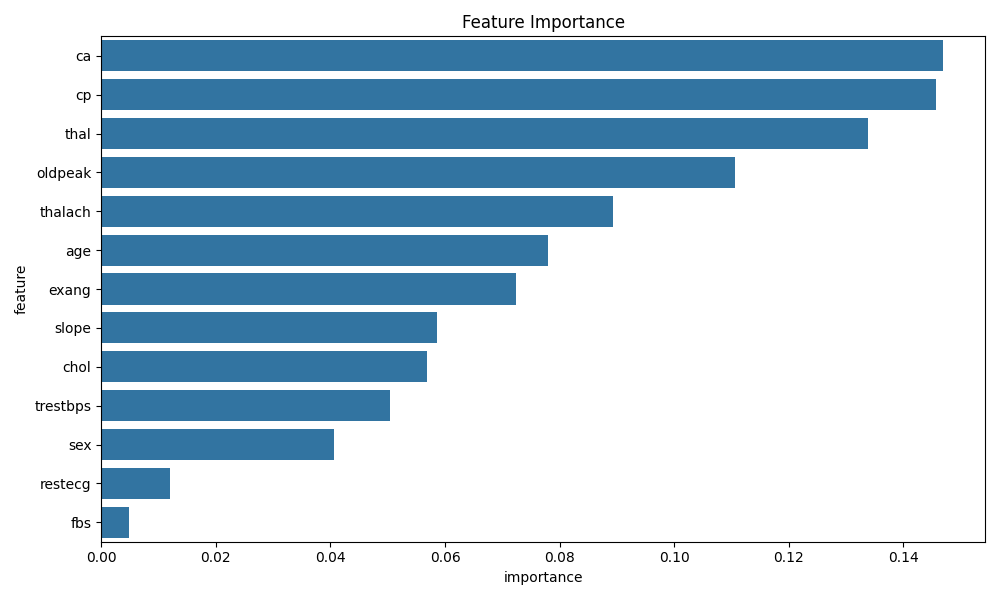 Feature Importance
ca
cp
thal
oldpeak
thalach
age
exang
slope
chol
trestbps
sex
restecg
fbs
feature
0.00 0.02 0.04 0.06 0.08 0.10 0.12 0.14
importance